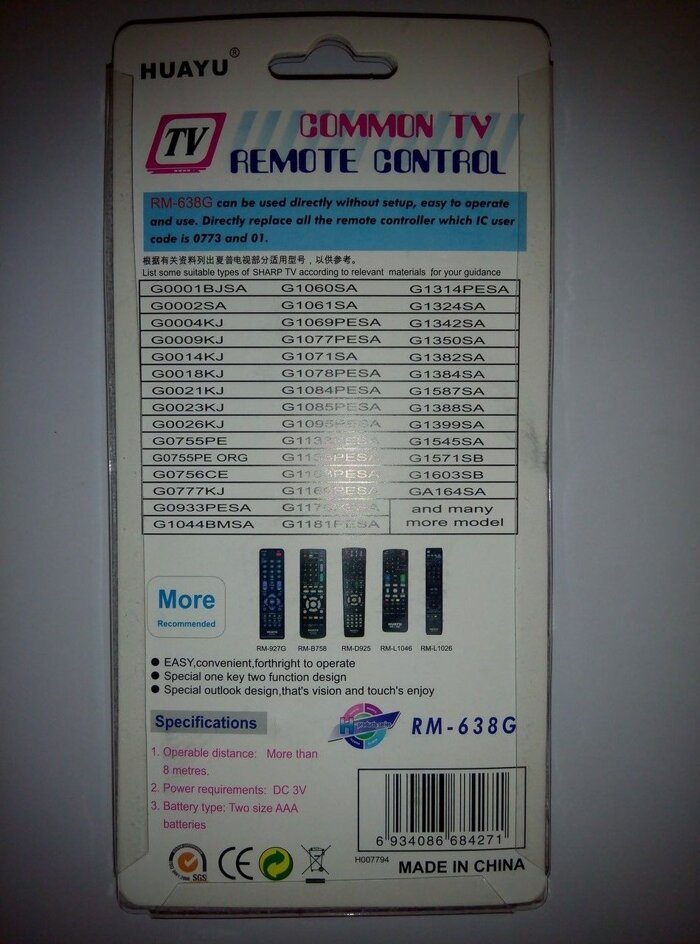 HUAYU®
TV
COMMON TV
REMOTE CONTROL
RM-638G can be used directly without setup, easy to operate
and use. Directly replace all the remote controller which IC user
code is 0773 and 01.
根据有关资料列出夏普电视部分适用型号，以供参考。
List some suitable types of SHARP TV according to relevant materials for your guidance
G0001BJSA G1060SA G1314PESA
G0002SA G1061SA G1324SA
G0004KJ G1069PESA G1342SA
G0009KJ G1077PESA G1350SA
G0014KJ G1071SA G1382SA
G0018KJ G1078PESA G1384SA
G0021KJ G1084PESA G1587SA
G0023KJ G1085PESA G1388SA
G0026KJ G1399SA
G0755PE G1545SA
G0755PE ORG G1571SB
G0756CE G1603SB
G0777KJ GA164SA
G0933PESA and many
G1044BMSA G1181PESA more model
More
Recommended
RM-927G RM-B758 RM-D925 RM-L1046 RM-L1026
● EASY,convenient,forthright to operate
● Special one key two function design
● Special outlook design,that's vision and touch's enjoy
Specifications
H products series
RM-638G
1. Operable distance: More than
8 metres.
2. Power requirements: DC 3V
3. Battery type: Two size AAA
batteries
6 934086 684271
H007794
MADE IN CHINA
SGS
CE